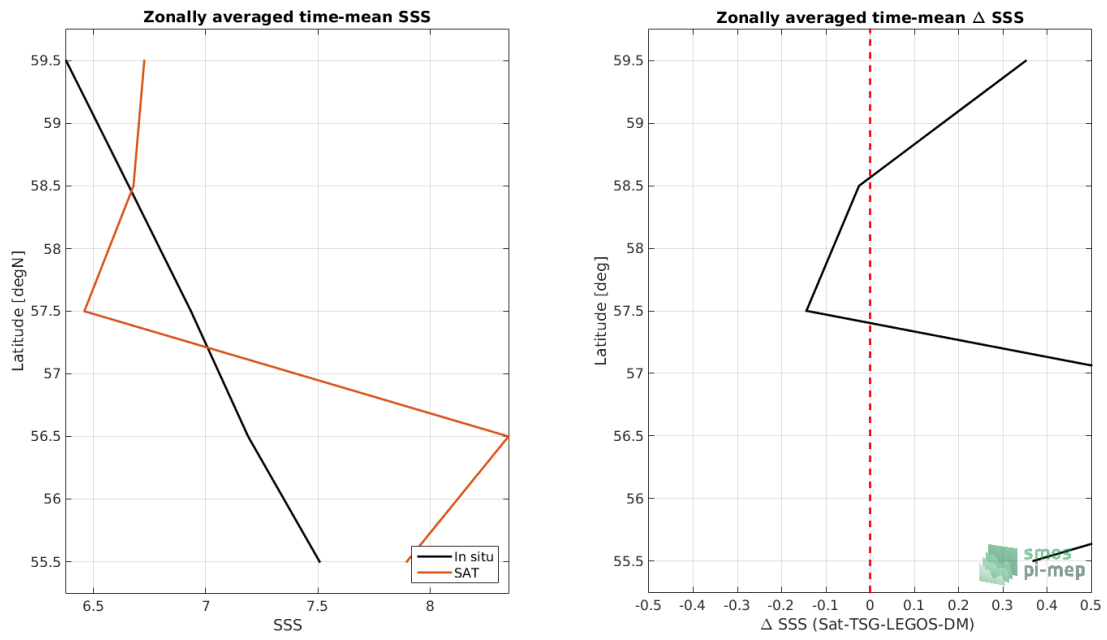 Zonally averaged time-mean SSS
59.5
59
58.5
58
57.5
57
56.5
56
55.5
Latitude [degN]
6.5 7 7.5 8
SSS
In situ
SAT
Zonally averaged time-mean Δ SSS
59.5
59
58.5
58
57.5
57
56.5
56
55.5
Latitude [deg]
-0.5 -0.4 -0.3 -0.2 -0.1 0 0.1 0.2 0.3 0.4 0.5
Δ SSS (Sat-TSG-LEGOS-DM)
smos
pi-mep